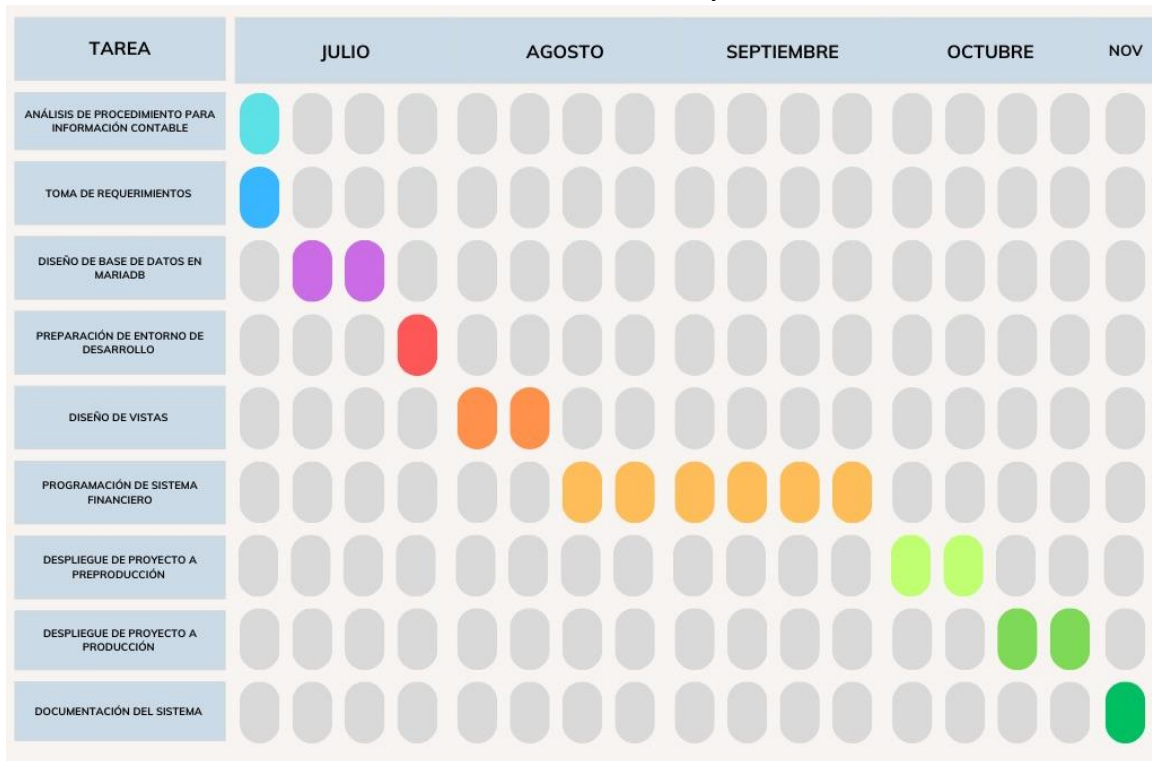 TAREA
JULIO
AGOSTO
SEPTIEMBRE
OCTUBRE
NOV
ANÁLISIS DE PROCEDIMIENTO PARA
INFORMACIÓN CONTABLE
TOMA DE REQUERIMIENTOS
DISEÑO DE BASE DE DATOS EN
MARIADB
PREPARACIÓN DE ENTORNO DE
DESARROLLO
DISEÑO DE VISTAS
PROGRAMACIÓN DE SISTEMA
FINANCIERO
DESPLIEGUE DE PROYECTO A
PREPRODUCCIÓN
DESPLIEGUE DE PROYECTO A
PRODUCCIÓN
DOCUMENTACIÓN DEL SISTEMA